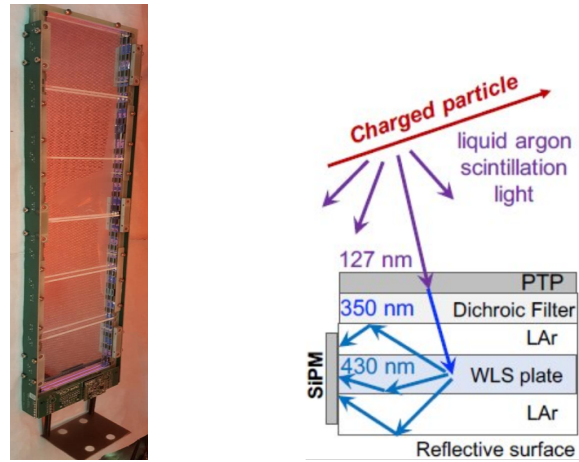 Charged particle
liquid argon
scintillation
light
127 nm
PTP
350 nm
Dichroic Filter
LAr
SiPM
430 nm
WLS plate
LAr
Reflective surface